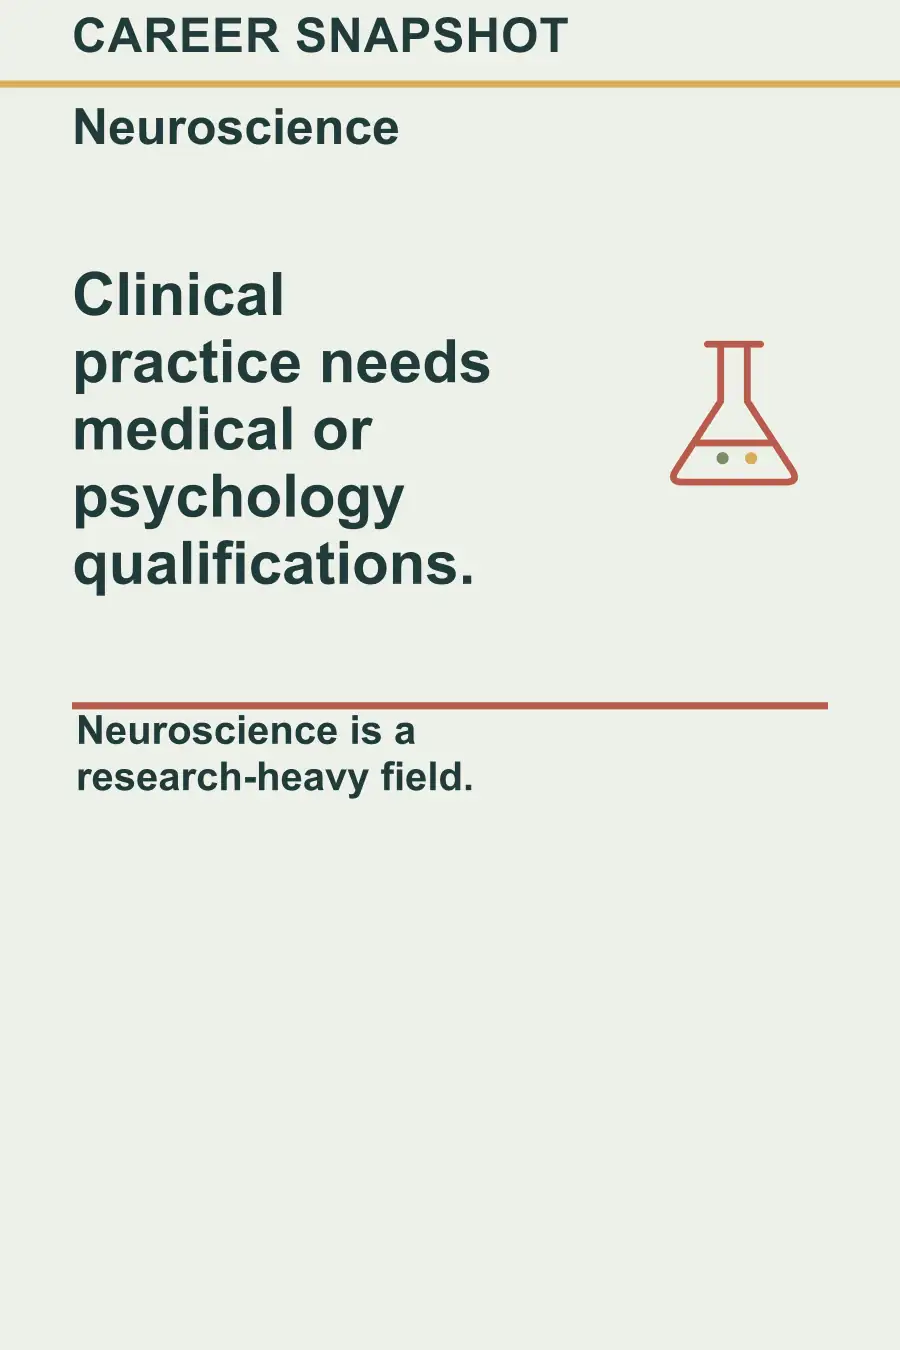 CAREER SNAPSHOT
Neuroscience
Clinical
practice needs
medical or
psychology
qualifications.
Neuroscience is a
research-heavy field.